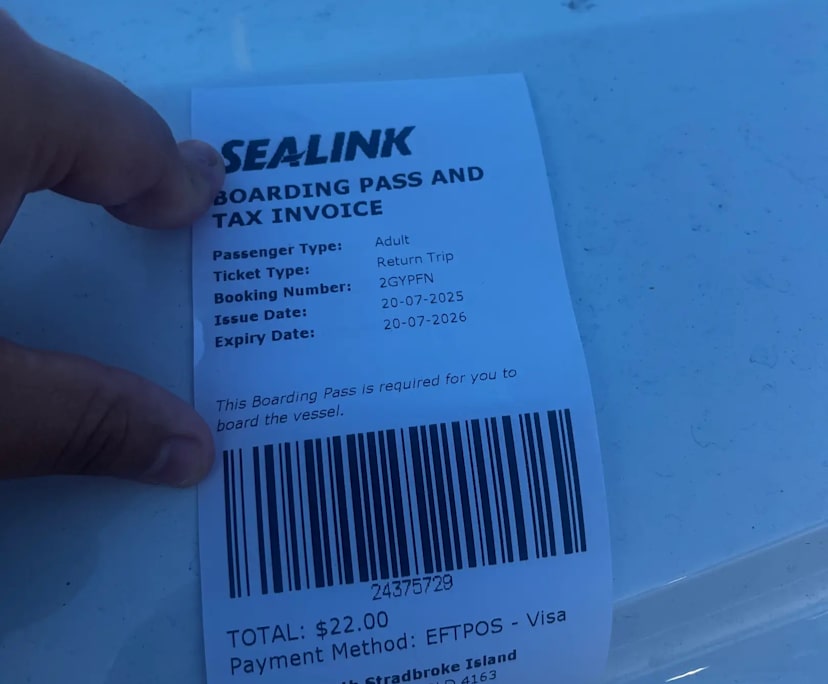 SEALINK
BOARDING PASS AND
TAX INVOICE
Passenger Type: Adult
Ticket Type: Return Trip
Booking Number: 2GYPFN
Issue Date: 20-07-2025
Expiry Date: 20-07-2026
This Boarding Pass is required for you to
board the vessel.
24375729
TOTAL: $22.00
Payment Method: EFTPOS - Visa
Stradbroke Island
4163